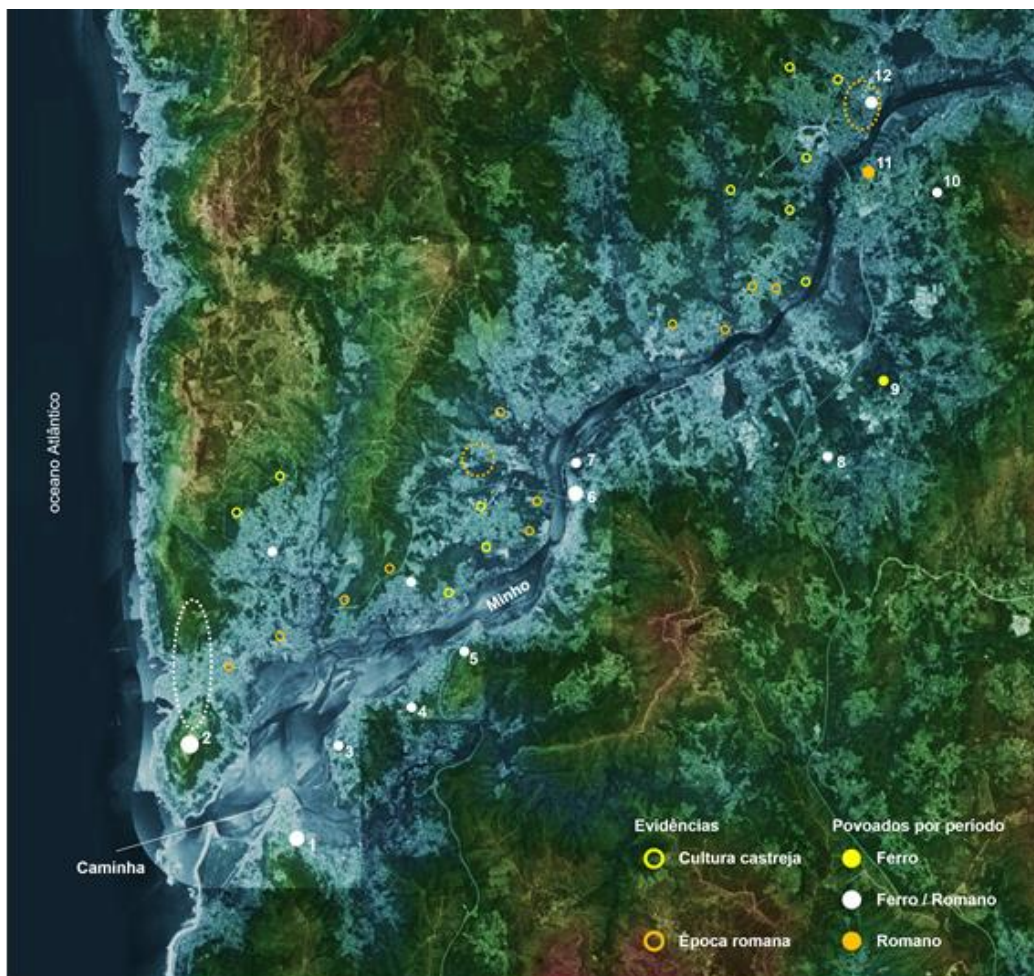 12
11
10
oceano Atlântico
9
8
7
6
Minho
5
4
2
3
1
Caminha
Evidências
Povoados por período
Cultura castreja
Ferro
Ferro / Romano
Época romana
Romano